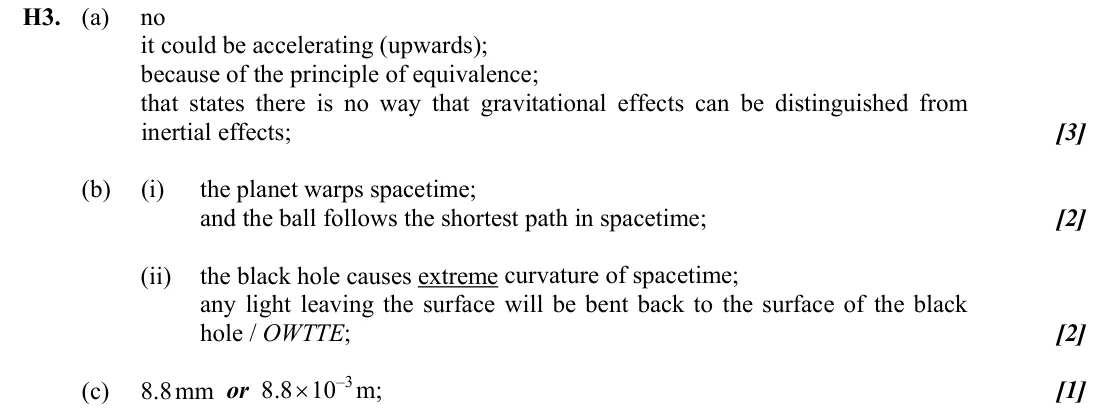 H3. (a) no
it could be accelerating (upwards);
because of the principle of equivalence;
that states there is no way that gravitational effects can be distinguished from
inertial effects; [3]
(b) (i) the planet warps spacetime;
and the ball follows the shortest path in spacetime; [2]
(ii) the black hole causes extreme curvature of spacetime;
any light leaving the surface will be bent back to the surface of the black
hole / OWTTE; [2]
(c) 8.8 mm or 8.8×10⁻³ m; [1]